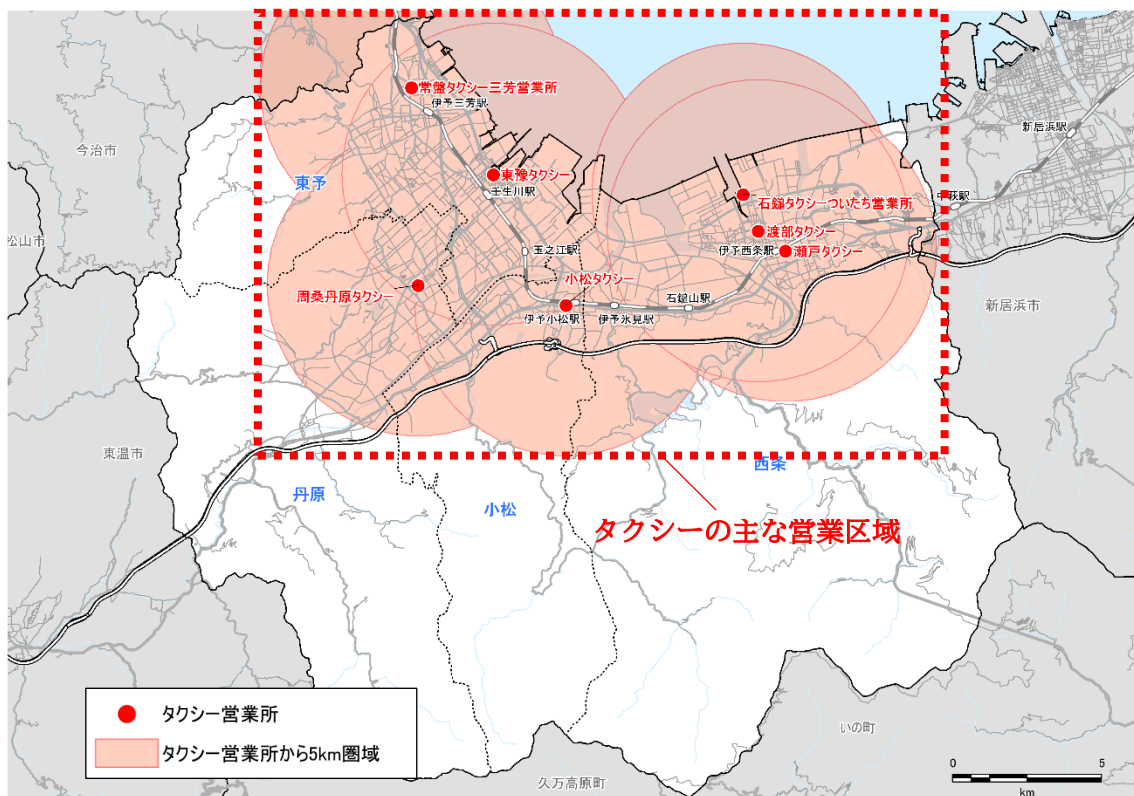 常盤タクシー三芳営業所
伊予三芳駅
新居浜駅
今治市
中萩駅
東予
東豫タクシー
壬生川駅
石鎚タクシーついたち営業所
渡部タクシー
松山市
玉之江駅
伊予西条駅
瀬戸タクシー
小松タクシー
周桑丹原タクシー
石鎚山駅
新居浜市
伊予小松駅
伊予氷見駅
東温市
西条
丹原
小松
タクシーの主な営業区域
タクシー営業所
タクシー営業所から5km圏域
いの町
久万高原町
0
5
km